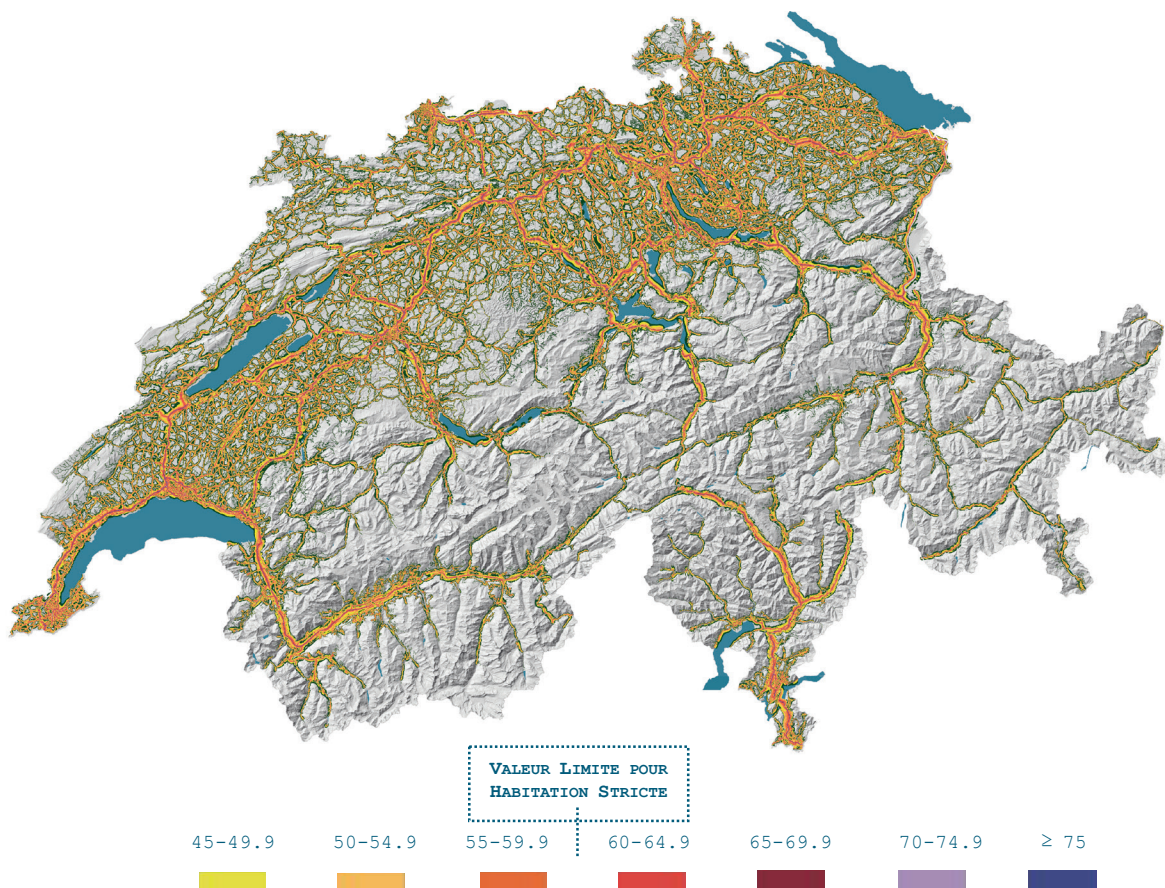 VALEUR LIMITE POUR
HABITATION STRICTE
45-49.9 50-54.9 55-59.9 60-64.9 65-69.9 70-74.9 ≥ 75